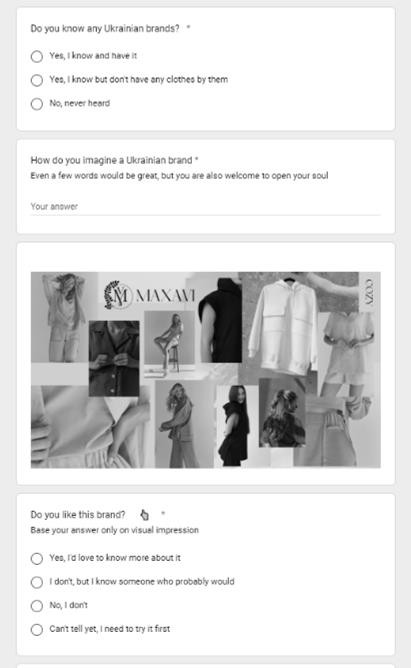 Do you know any Ukrainian brands? *
Yes, I know and have it
Yes, I know but don't have any clothes by them
No, never heard
How do you imagine a Ukrainian brand *
Even a few words would be great, but you are also welcome to open your soul
Your answer
M MAXAVI
COZY
Do you like this brand? *
Base your answer only on visual impression
Yes, I'd love to know more about it
I don't, but I know someone who probably would
No, I don't
Can't tell yet, I need to try it first